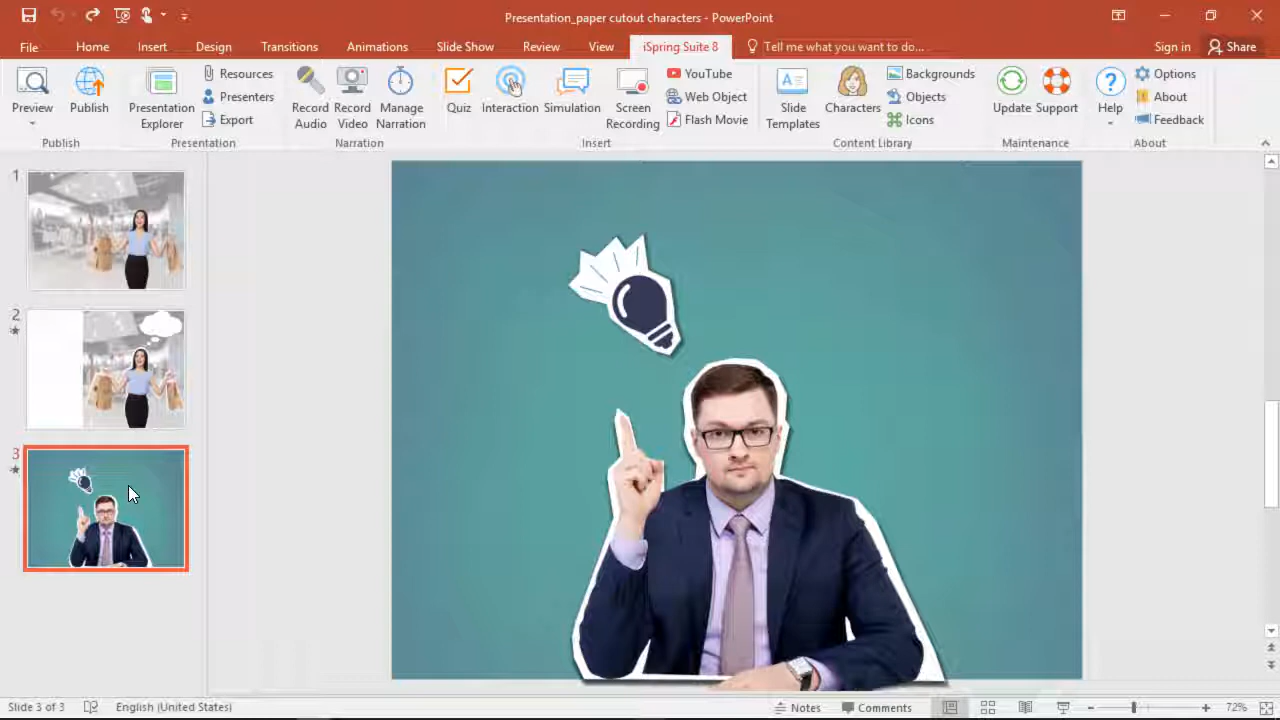 Presentation_paper cutout characters - PowerPoint
File Home Insert Design Transitions Animations Slide Show Review View iSpring Suite 8 Tell me what you want to do... Sign in Share
Preview
Publish
Publish
Presentation Explorer
Resources
Presenters
Export
Presentation
Record Audio
Record Video
Manage Narration
Narration
Quiz
Interaction
Simulation
Screen Recording
YouTube
Web Object
Flash Movie
Insert
Slide Templates
Characters
Backgrounds
Objects
Icons
Content Library
Update
Support
Maintenance
Help
Options
About
Feedback
About
1
2
3
Slide 3 of 3 English (United States) Notes Comments 72%